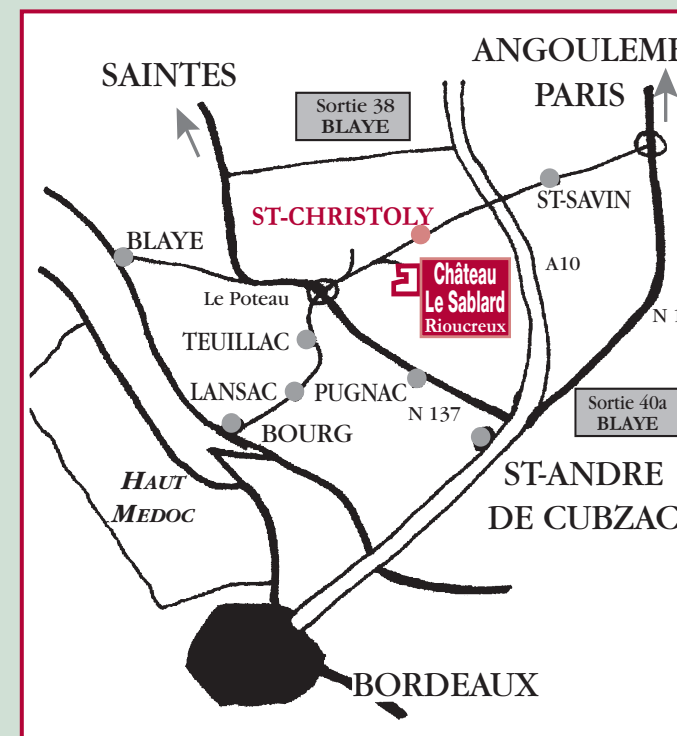 ANGOULEME
SAINTES
PARIS
Sortie 38
BLAYE
ST-SAVIN
ST-CHRISTOLY
BLAYE
A10
Château
Le Sablard
Rioucreux
Le Poteau
N 1
TEUILLAC
LANSAC
PUGNAC
N 137
Sortie 40a
BLAYE
BOURG
ST-ANDRE
DE CUBZAC
HAUT
MEDOC
BORDEAUX